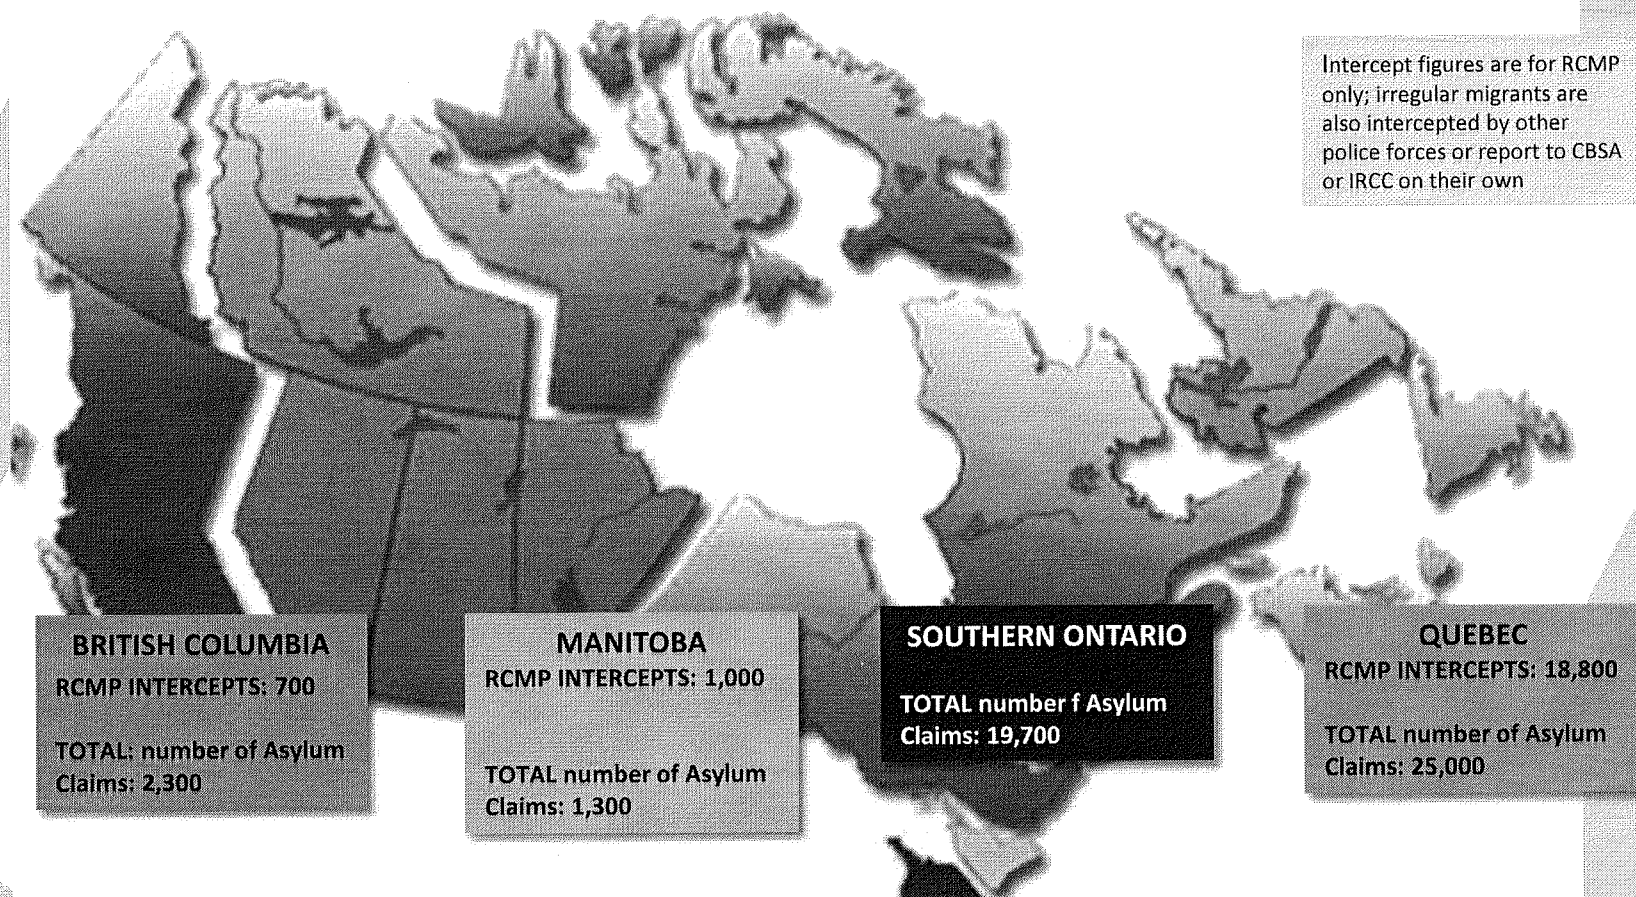 Intercept figures are for RCMP
only; irregular migrants are
also intercepted by other
police forces or report to CBSA
or IRCC on their own
BRITISH COLUMBIA
RCMP INTERCEPTS: 700
TOTAL: number of Asylum
Claims: 2,300
MANITOBA
RCMP INTERCEPTS: 1,000
TOTAL number of Asylum
Claims: 1,300
SOUTHERN ONTARIO
TOTAL number f Asylum
Claims: 19,700
QUEBEC
RCMP INTERCEPTS: 18,800
TOTAL number of Asylum
Claims: 25,000